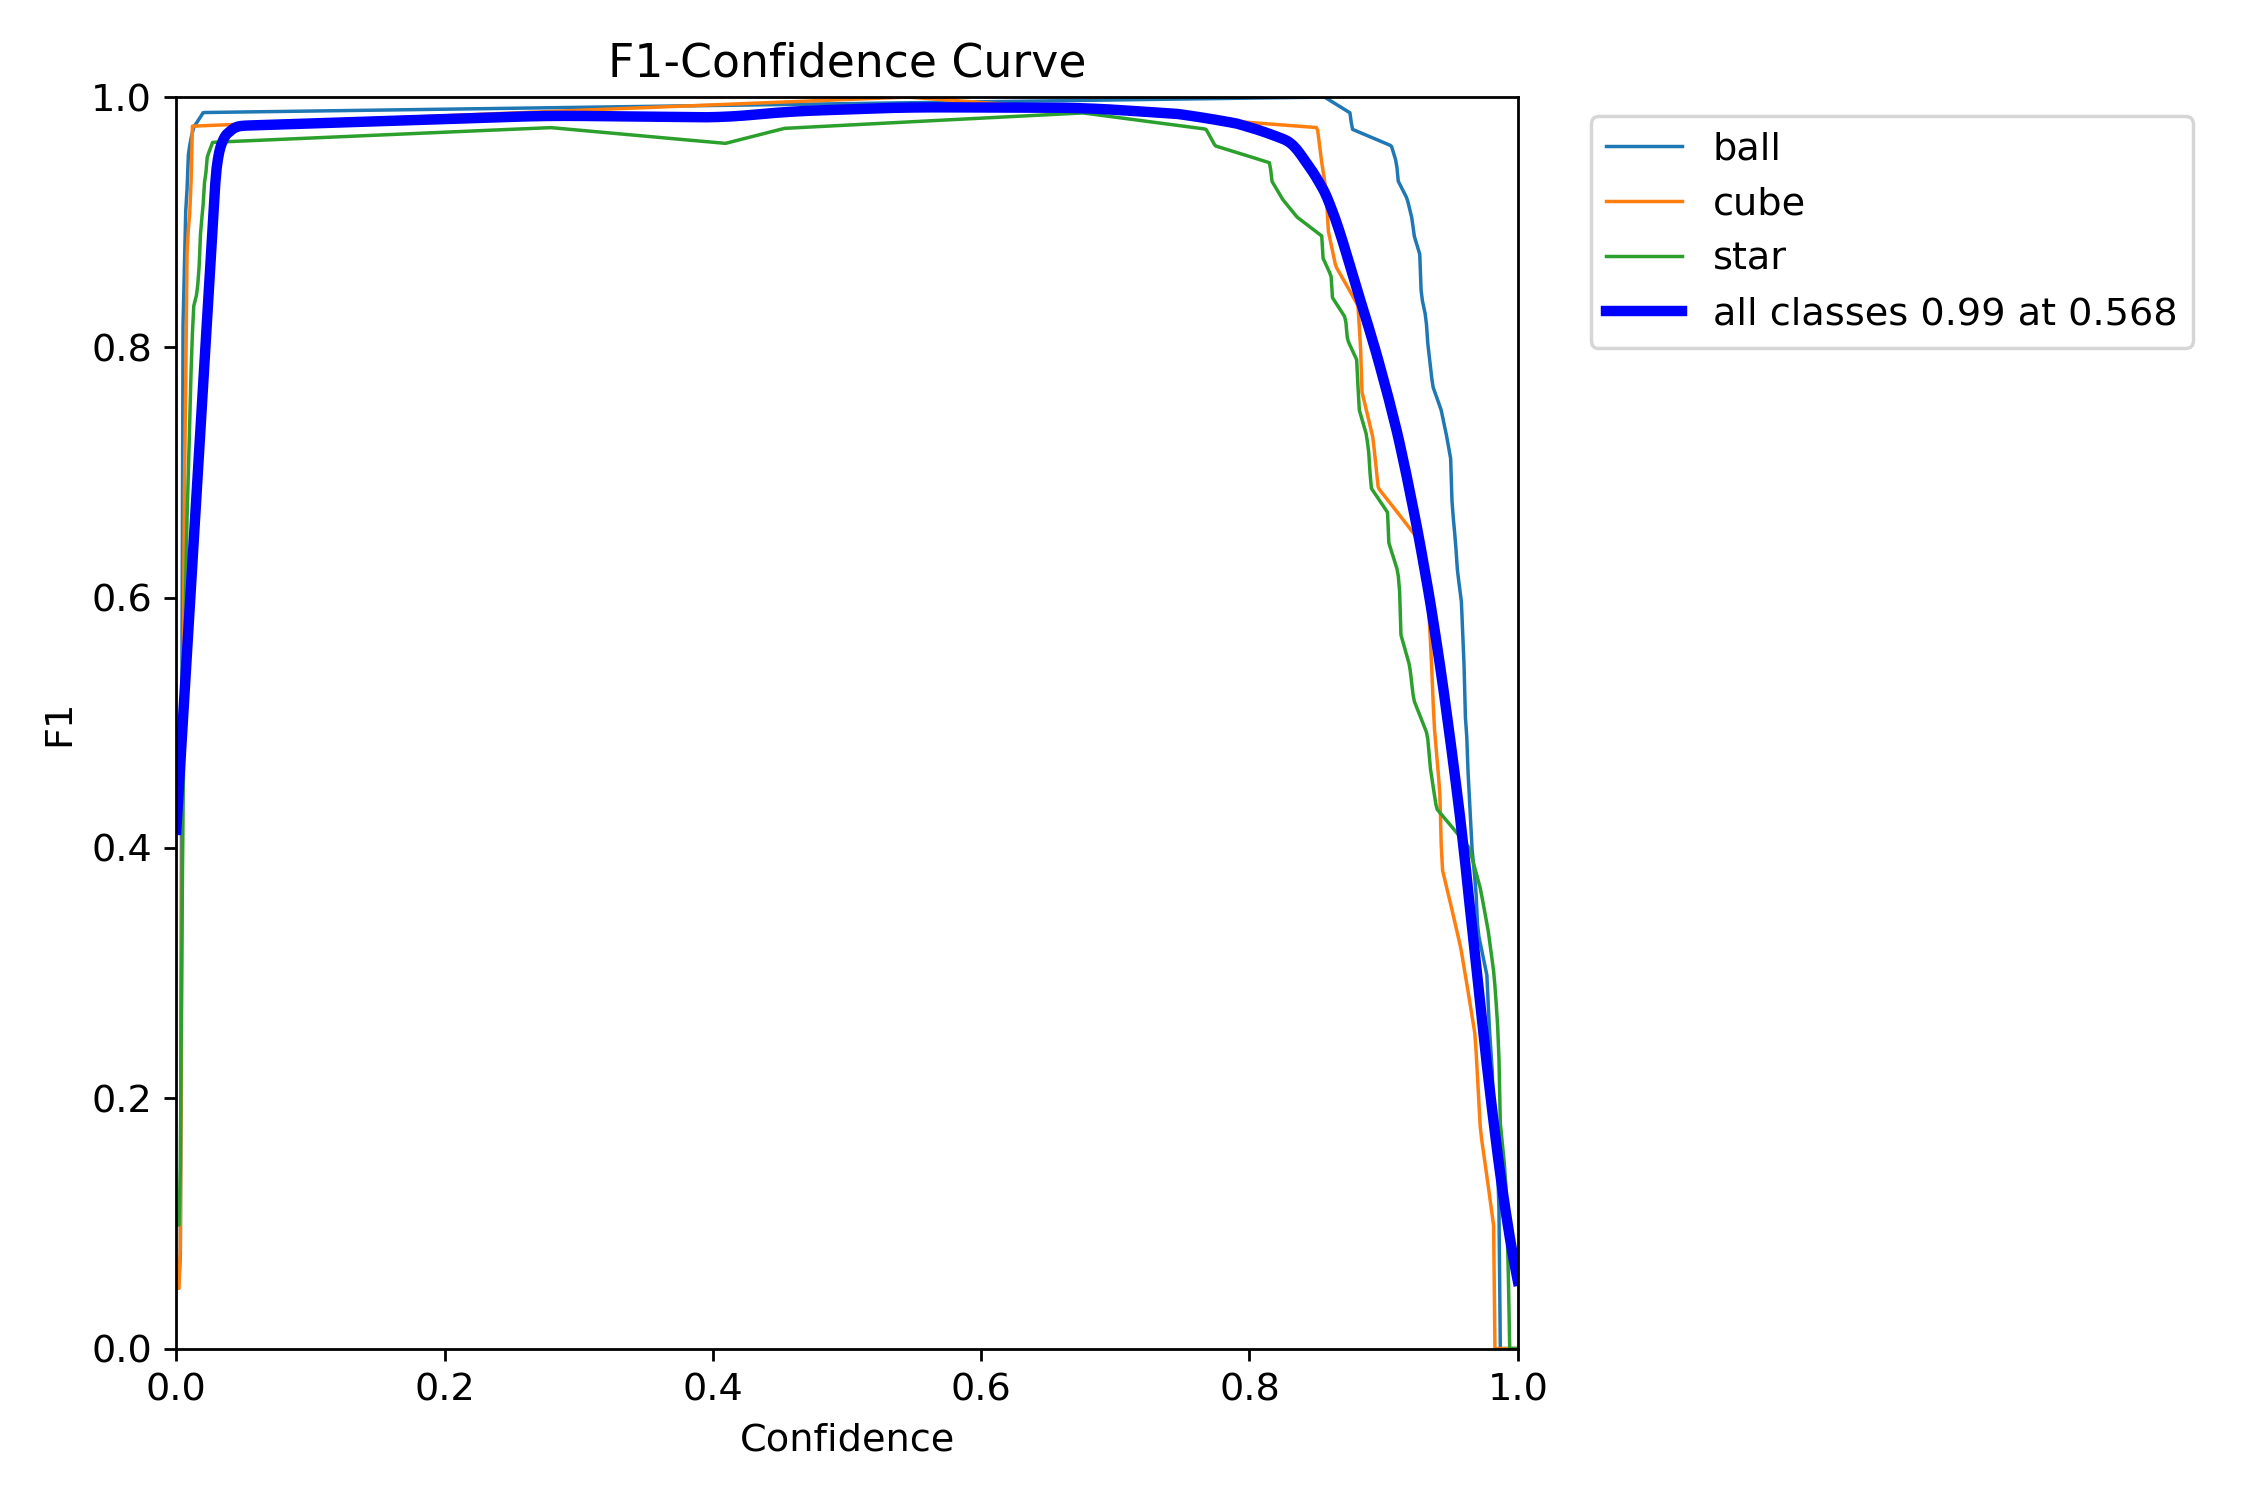 F1-Confidence Curve
1.0
0.8
0.6
0.4
0.2
0.0
F1
0.0 0.2 0.4 0.6 0.8 1.0
Confidence
ball
cube
star
all classes 0.99 at 0.568